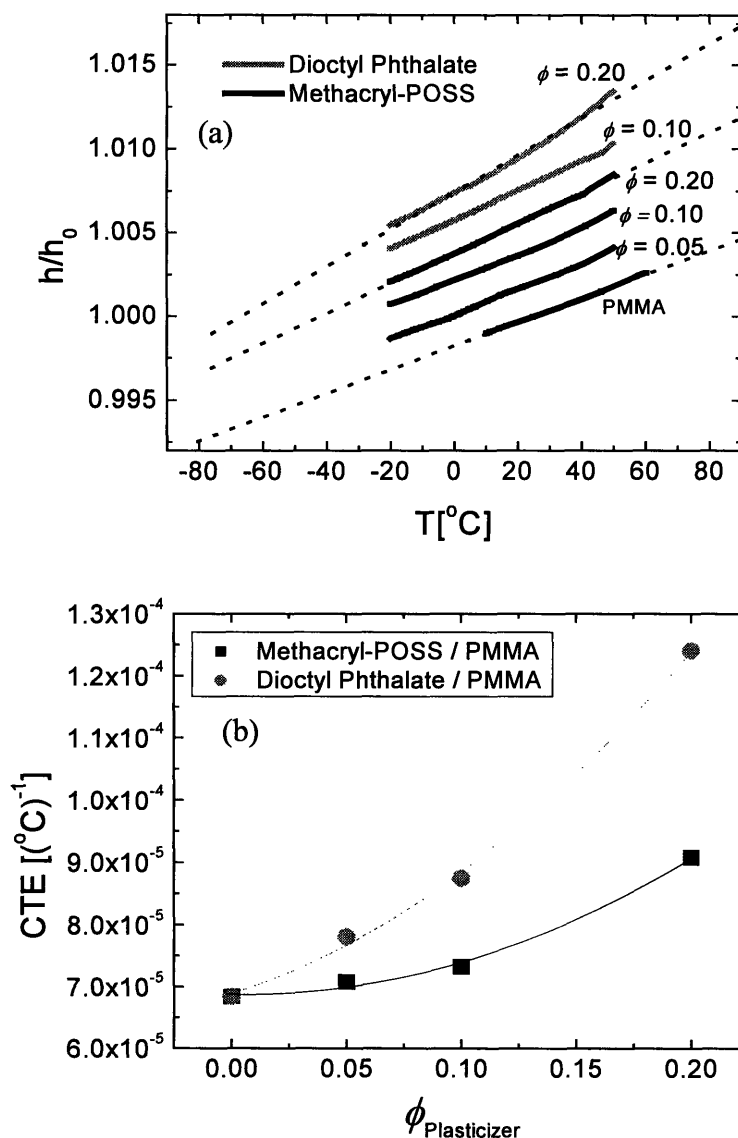 (a)
Dioctyl Phthalate
Methacryl-POSS
ϕ = 0.20
ϕ = 0.10
ϕ = 0.20
ϕ = 0.10
ϕ = 0.05
PMMA
h/h₀
1.015
1.010
1.005
1.000
0.995
-80 -60 -40 -20 0 20 40 60 80
T[°C]
(b)
Methacryl-POSS / PMMA
Dioctyl Phthalate / PMMA
CTE [(°C)⁻¹]
1.3x10⁻⁴
1.2x10⁻⁴
1.1x10⁻⁴
1.0x10⁻⁴
9.0x10⁻⁵
8.0x10⁻⁵
7.0x10⁻⁵
6.0x10⁻⁵
0.00 0.05 0.10 0.15 0.20
ϕPlasticizer